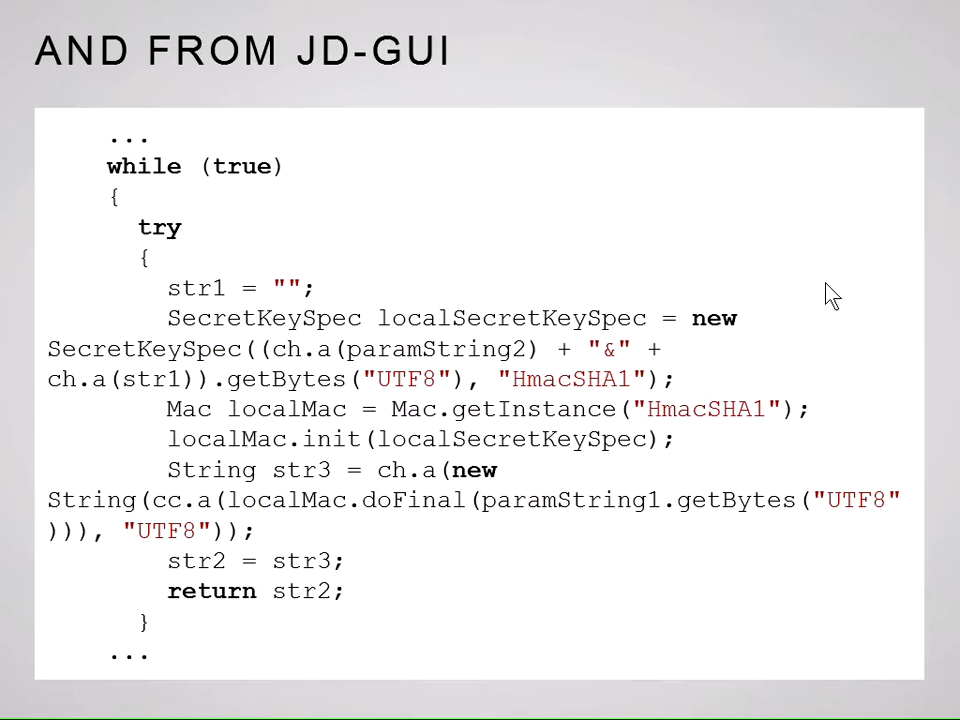 AND FROM JD-GUI
...
while (true)
{
try
{
str1 = "";
SecretKeySpec localSecretKeySpec = new
SecretKeySpec((ch.a(paramString2) + "&" +
ch.a(str1)).getBytes("UTF8"), "HmacSHA1");
Mac localMac = Mac.getInstance("HmacSHA1");
localMac.init(localSecretKeySpec);
String str3 = ch.a(new
String(cc.a(localMac.doFinal(paramString1.getBytes("UTF8"
))), "UTF8"));
str2 = str3;
return str2;
}
...